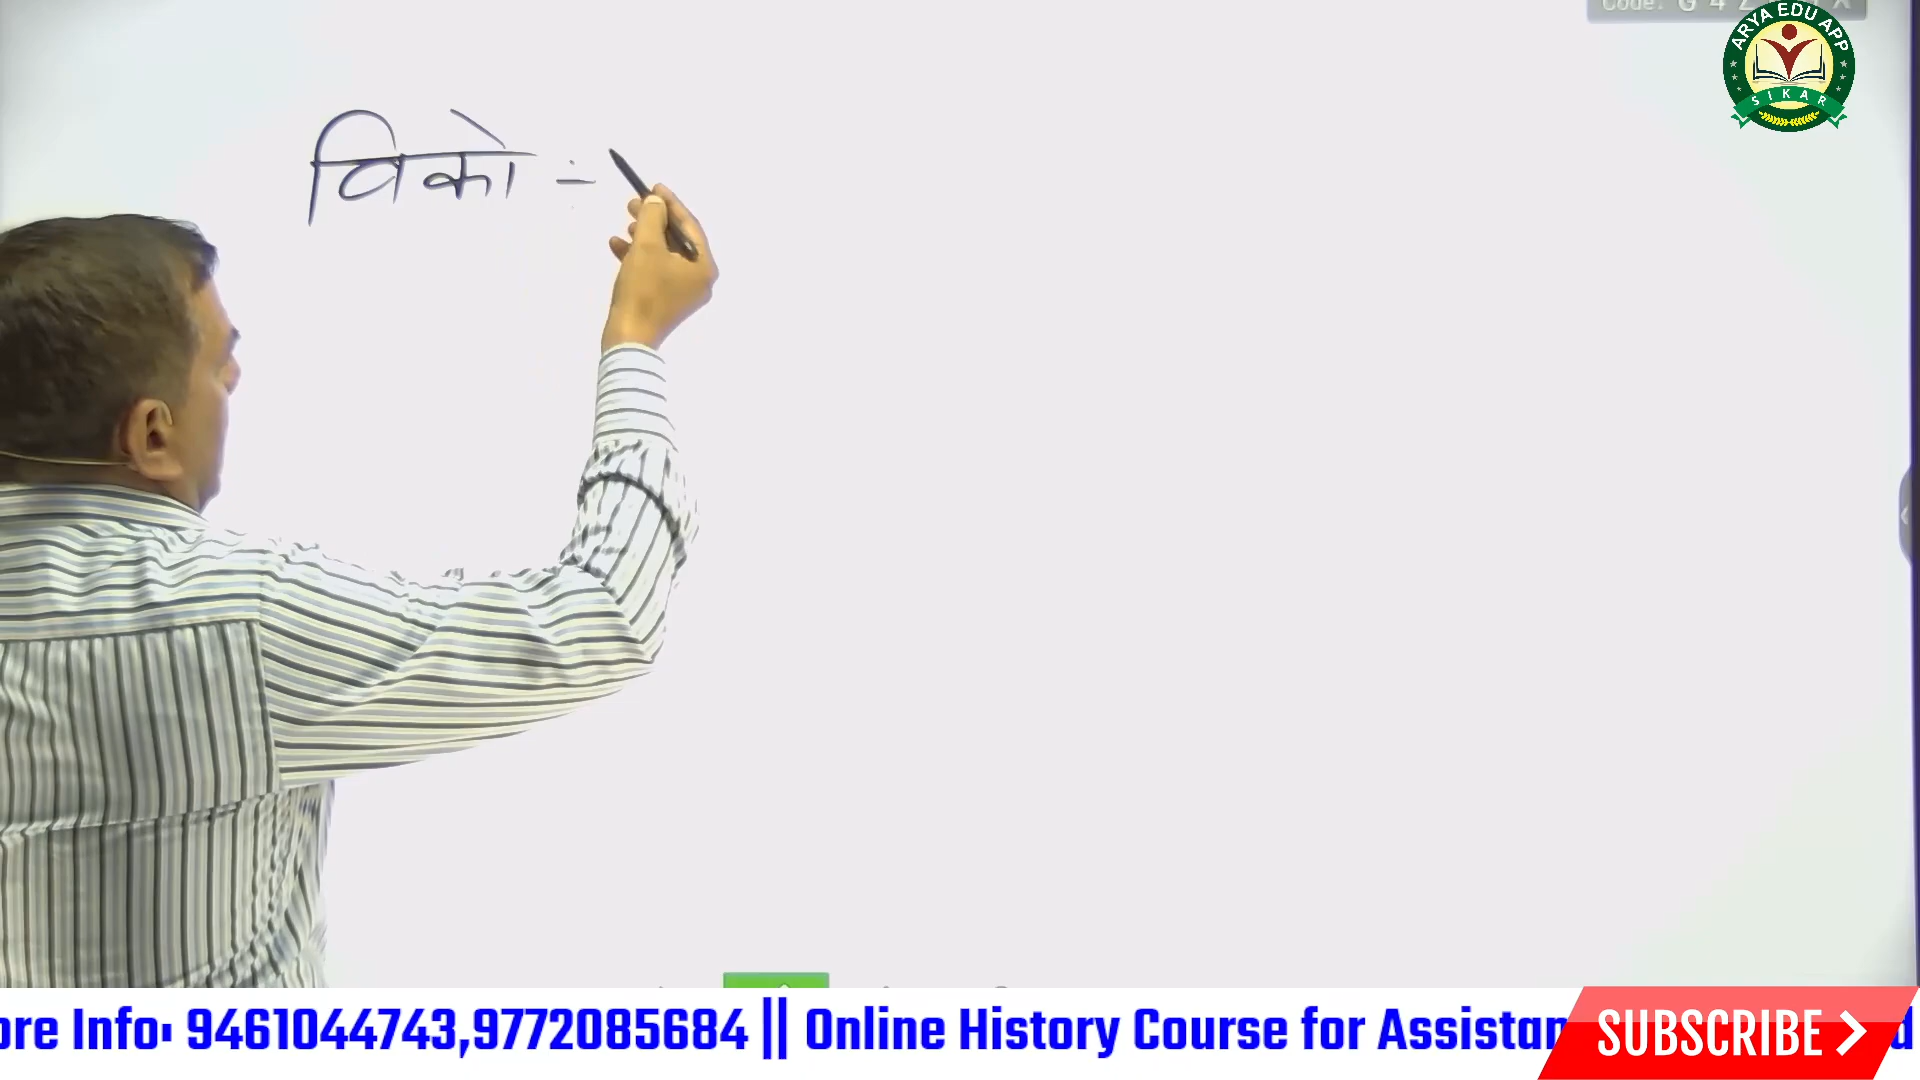 ARYA EDU APP
SIKAR
विको :-
ore Info: 9461044743,9772085684 || Online History Course for Assistan
SUBSCRIBE